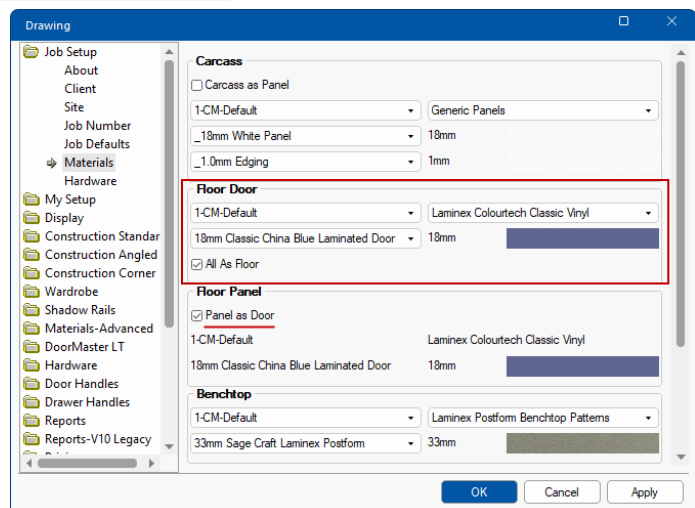 Drawing
Job Setup
About
Client
Site
Job Number
Job Defaults
Materials
Hardware
My Setup
Display
Construction Standar
Construction Angled
Construction Corner
Wardrobe
Shadow Rails
Materials-Advanced
DoorMaster LT
Hardware
Door Handles
Drawer Handles
Reports
Reports-V10 Legacy
Carcass
Carcass as Panel
1-CM-Default Generic Panels
_18mm White Panel 18mm
_1.0mm Edging 1mm
Floor Door
1-CM-Default Laminex Colourtech Classic Vinyl
18mm Classic China Blue Laminated Door 18mm
All As Floor
Floor Panel
Panel as Door
1-CM-Default Laminex Colourtech Classic Vinyl
18mm Classic China Blue Laminated Door 18mm
Benchtop
1-CM-Default Laminex Postform Benchtop Patterns
33mm Sage Craft Laminex Postform 33mm
OK Cancel Apply